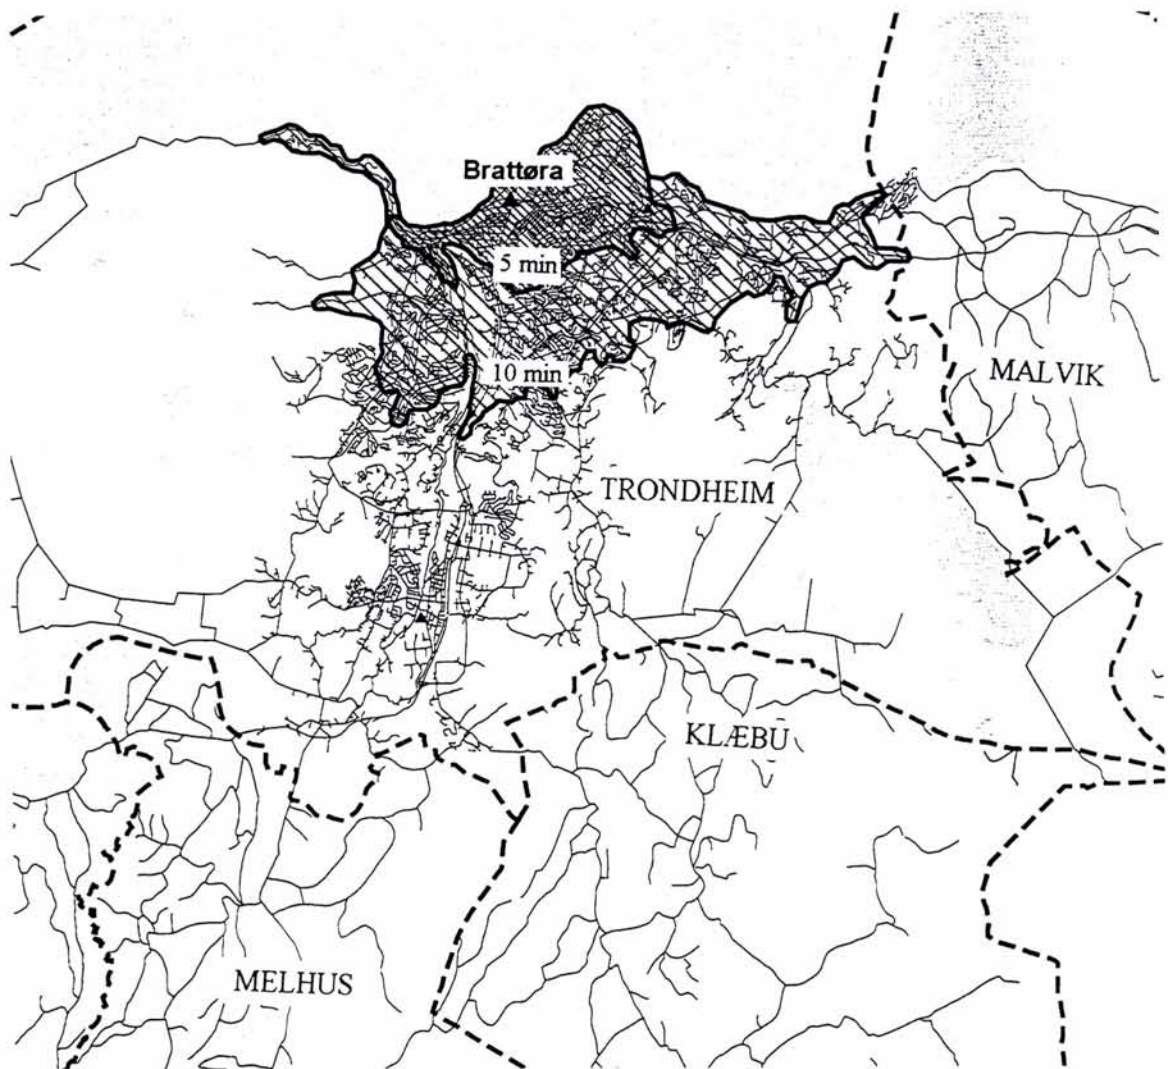 Brattøra
5 min
10 min
MALVIK
TRONDHEIM
KLÆBU
MELHUS